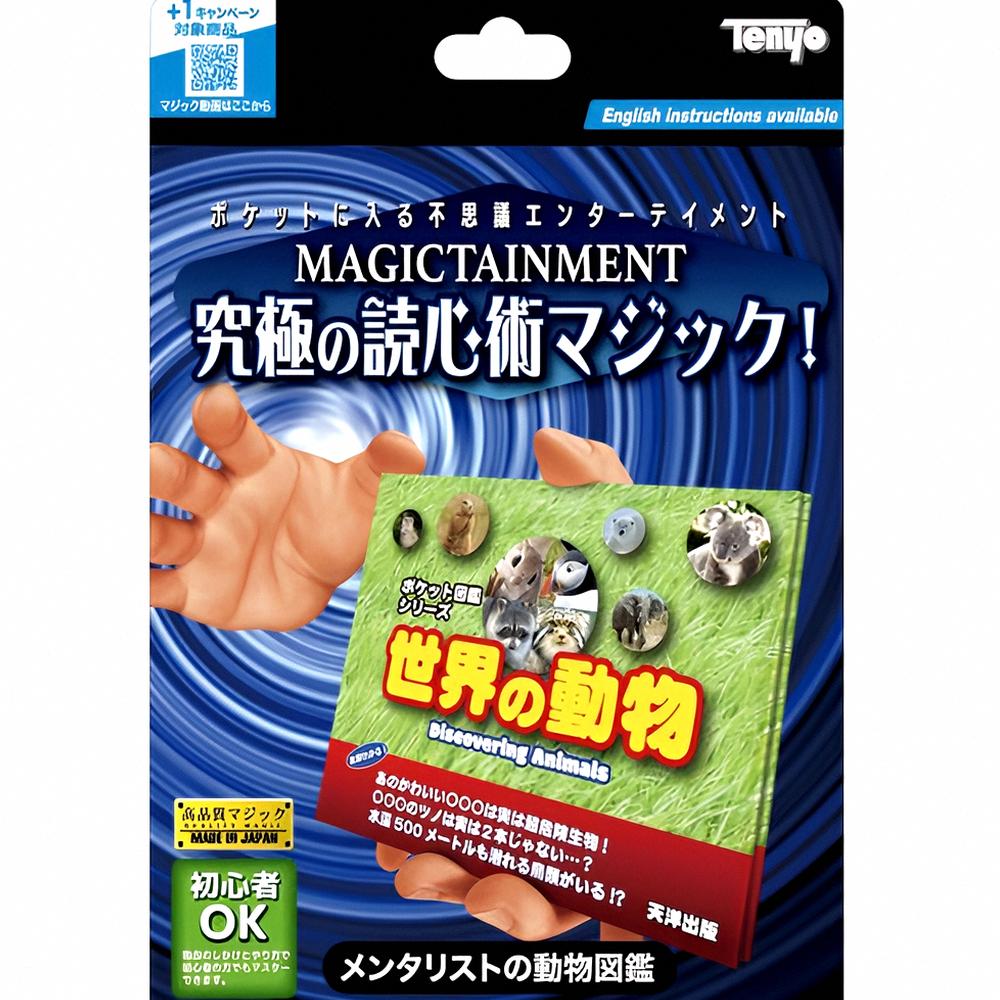 +1キャンペーン
対象商品
マジック動画はここから
Tenyo
English instructions available
ポケットに入る不思議エンターテイメント
MAGICTAINMENT
究極の読心術マジック!
ポケット図鑑
シリーズ
世界の動物
Discovering Animals
あのかわいい○○○は実は超危険生物!
○○○のツノは実は2本じゃない…?
水深500メートルも潜れる鳥類がいる!?
天洋出版
高品質マジック
MADE IN JAPAN
初心者
OK
メンタリストの動物図鑑